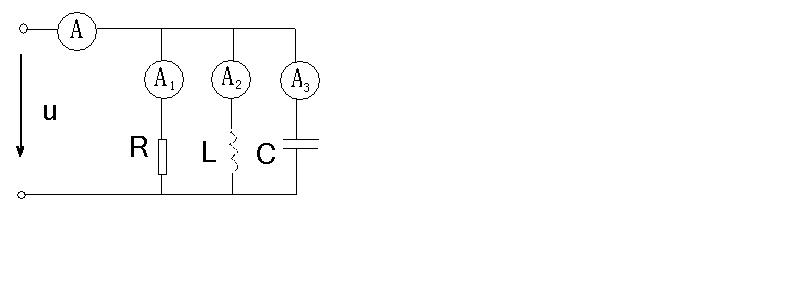 A
A₁ A₂ A₃
u
R L C